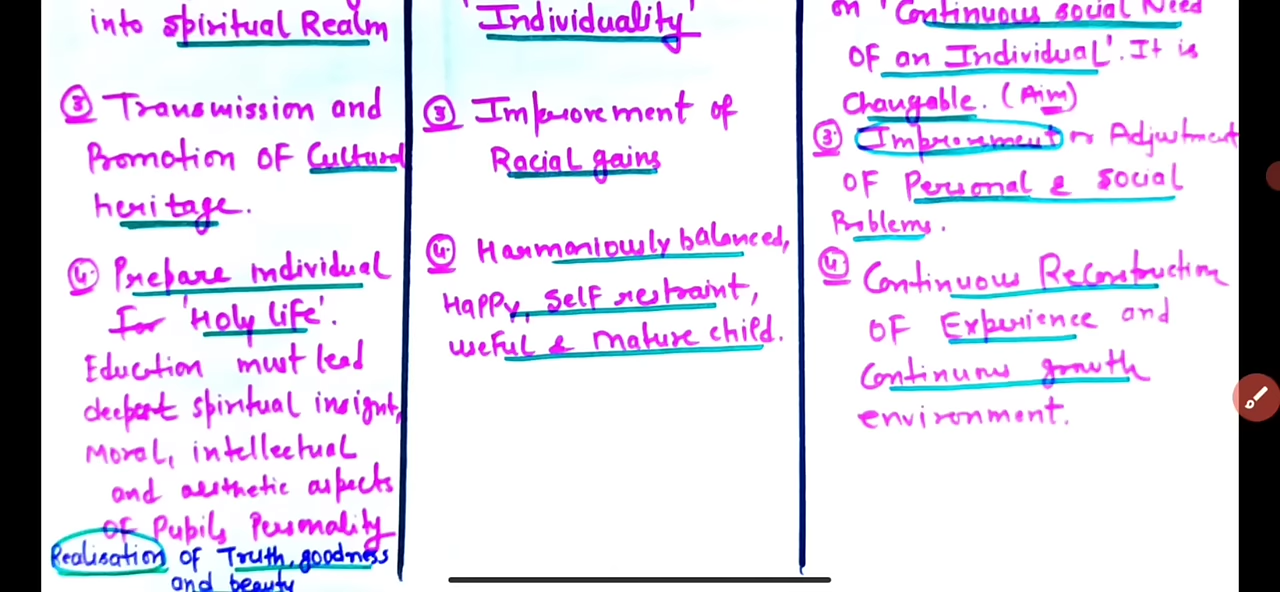 into spiritual Realm
③ Transmission and
Promotion OF Cultural
heritage.
④ Prepare individual
For 'Holy life'.
Education must lead
deepest spiritual insight,
Moral, intellectual
and aesthetic aspects
of Pupils Personality
Realisation of Truth, goodness
and beauty
'Individuality'
③ Improvement of
Racial gains
④ Harmoniously balanced,
Happy, Self restraint,
useful & mature child.
on 'Continuous social Need
OF an Individual'. It is
Changable. (Aim)
③ Improvement or Adjustment
OF Personal & Social
Problems.
④ Continuous Reconstruction
OF Experience and
Continuous growth
environment.